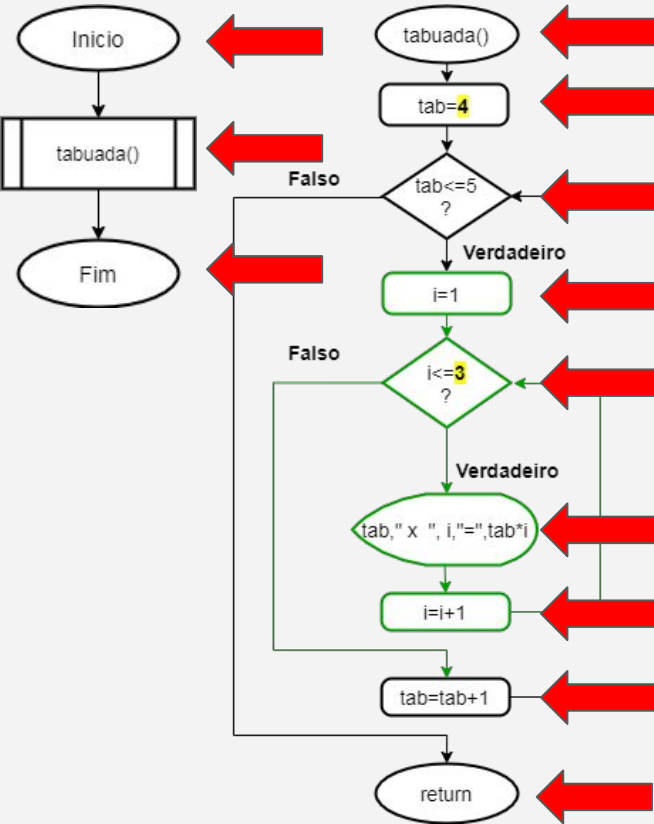 Inicio
tabuada()
Fim
tabuada()
tab=4
tab<=5
?
Falso
Verdadeiro
i=1
Falso
i<=3
?
Verdadeiro
tab," x  ", i,"=",tab*i
i=i+1
tab=tab+1
return